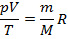 pV/T = m/M R